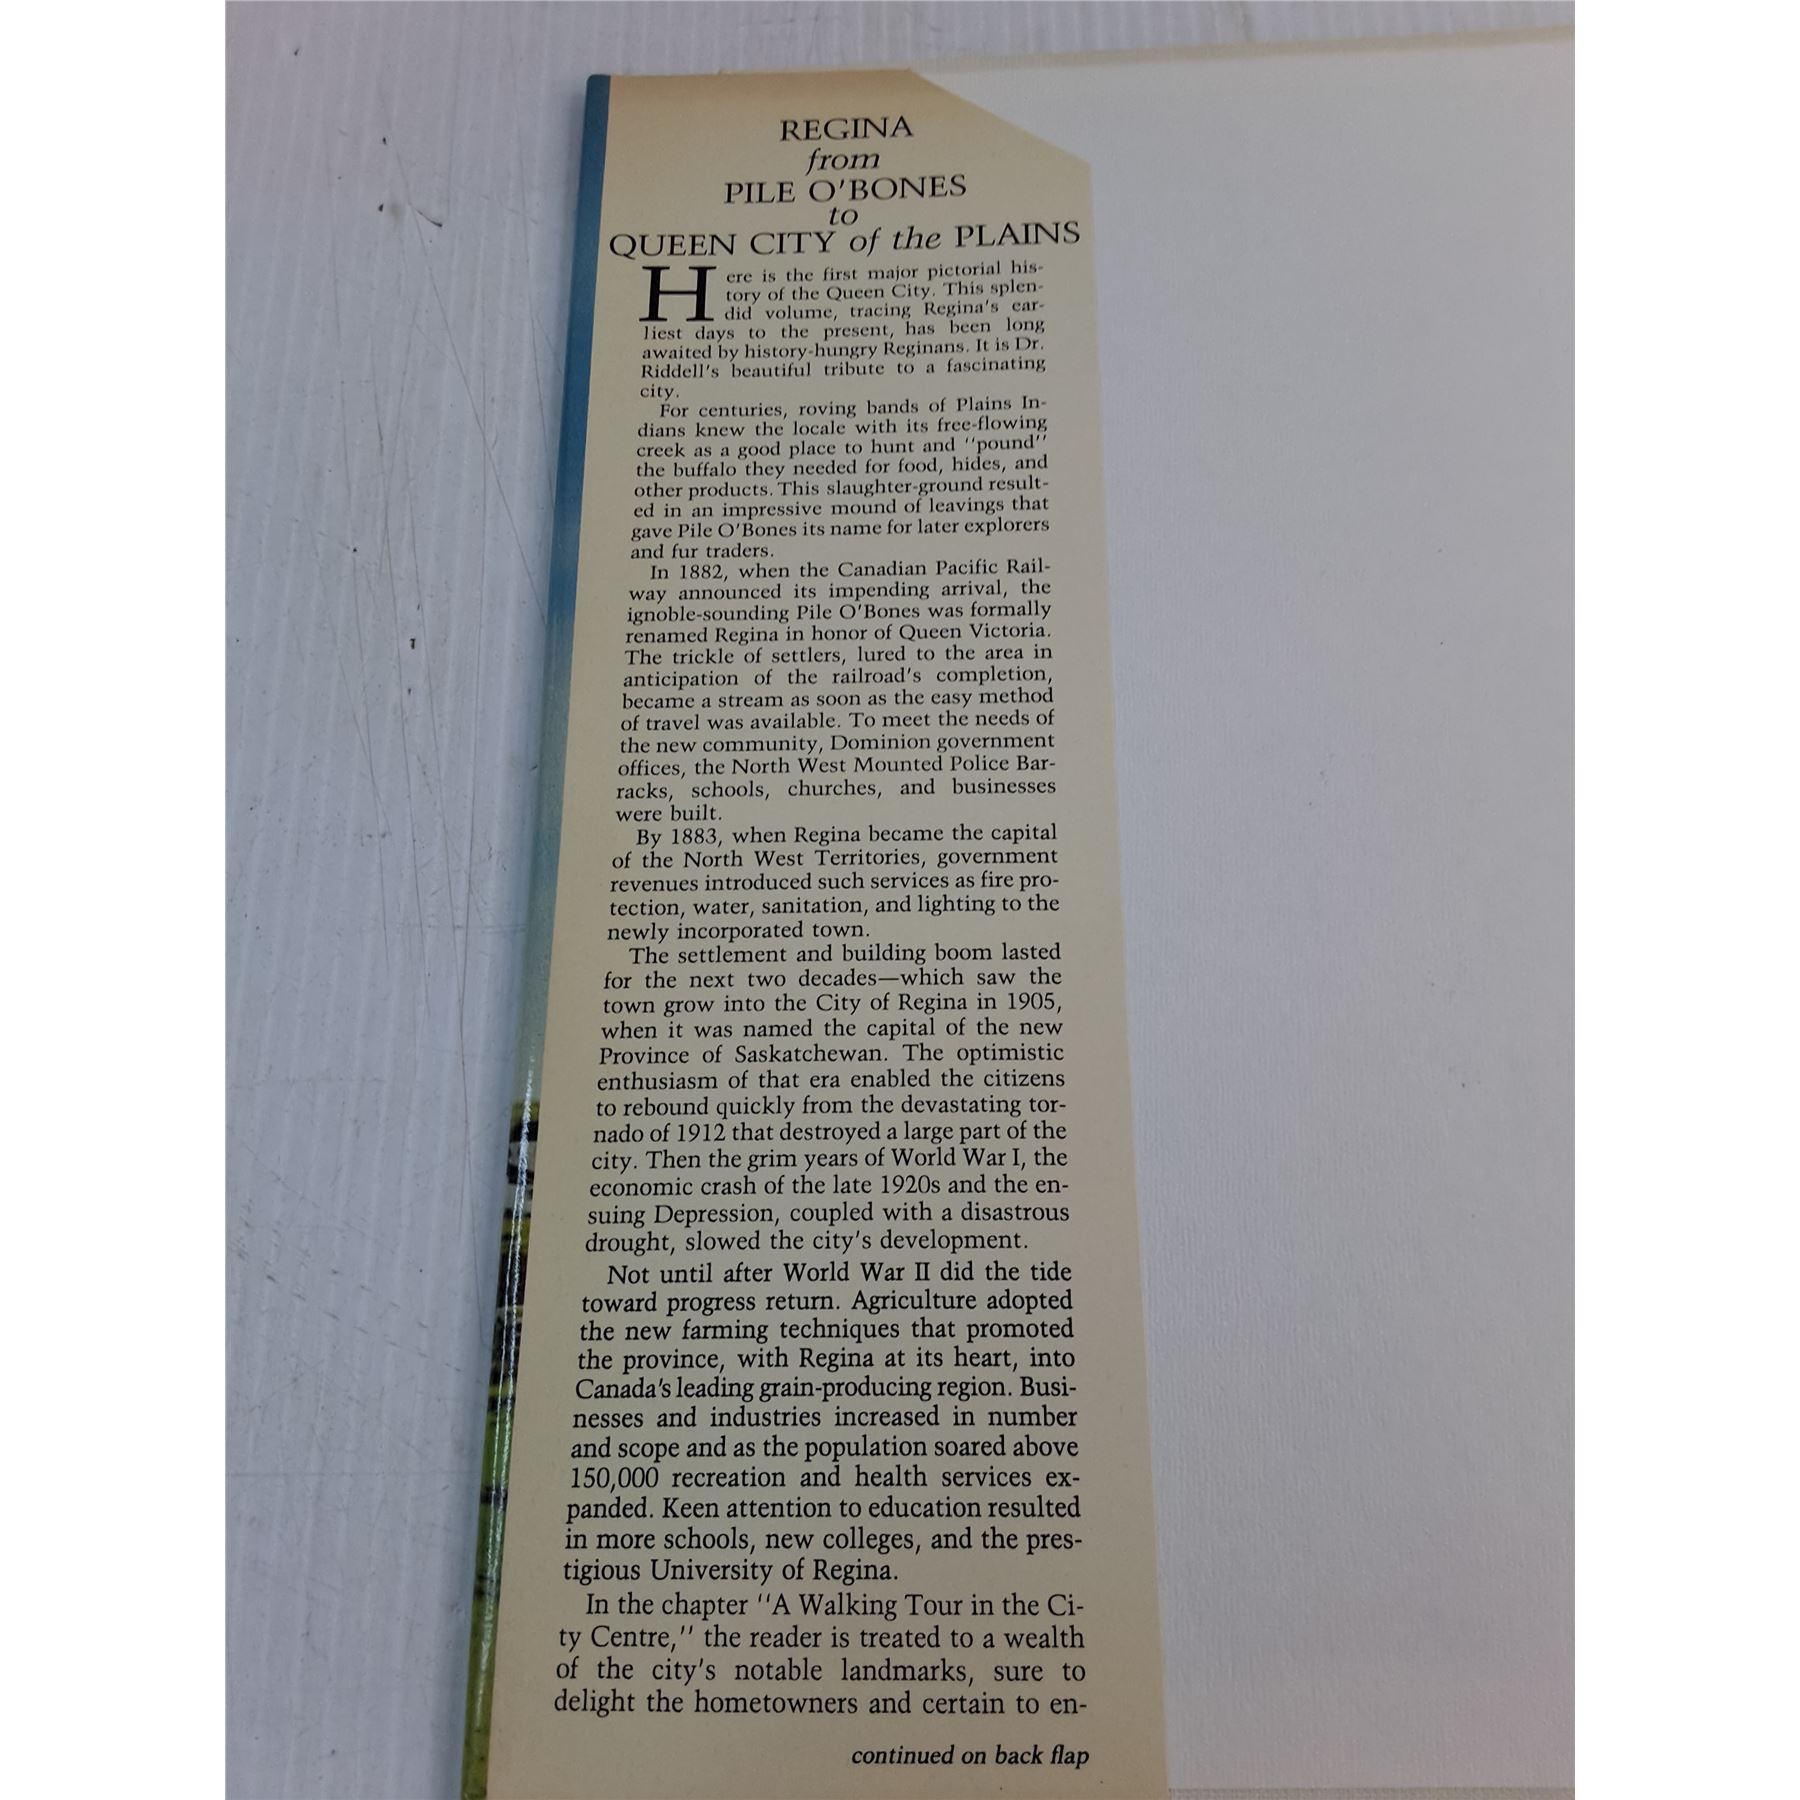 REGINA
from
PILE O'BONES
to
QUEEN CITY of the PLAINS
Here is the first major pictorial his-
tory of the Queen City. This splen-
did volume, tracing Regina's ear-
liest days to the present, has been long
awaited by history-hungry Reginans. It is Dr.
Riddell's beautiful tribute to a fascinating
city.
For centuries, roving bands of Plains In-
dians knew the locale with its free-flowing
creek as a good place to hunt and "pound"
the buffalo they needed for food, hides, and
other products. This slaughter-ground result-
ed in an impressive mound of leavings that
gave Pile O'Bones its name for later explorers
and fur traders.
In 1882, when the Canadian Pacific Rail-
way announced its impending arrival, the
ignoble-sounding Pile O'Bones was formally
renamed Regina in honor of Queen Victoria.
The trickle of settlers, lured to the area in
anticipation of the railroad's completion,
became a stream as soon as the easy method
of travel was available. To meet the needs of
the new community, Dominion government
offices, the North West Mounted Police Bar-
racks, schools, churches, and businesses
were built.
By 1883, when Regina became the capital
of the North West Territories, government
revenues introduced such services as fire pro-
tection, water, sanitation, and lighting to the
newly incorporated town.
The settlement and building boom lasted
for the next two decades—which saw the
town grow into the City of Regina in 1905,
when it was named the capital of the new
Province of Saskatchewan. The optimistic
enthusiasm of that era enabled the citizens
to rebound quickly from the devastating tor-
nado of 1912 that destroyed a large part of the
city. Then the grim years of World War I, the
economic crash of the late 1920s and the en-
suing Depression, coupled with a disastrous
drought, slowed the city's development.
Not until after World War II did the tide
toward progress return. Agriculture adopted
the new farming techniques that promoted
the province, with Regina at its heart, into
Canada's leading grain-producing region. Busi-
nesses and industries increased in number
and scope and as the population soared above
150,000 recreation and health services ex-
panded. Keen attention to education resulted
in more schools, new colleges, and the pres-
tigious University of Regina.
In the chapter "A Walking Tour in the Ci-
ty Centre," the reader is treated to a wealth
of the city's notable landmarks, sure to
delight the hometowners and certain to en-
continued on back flap